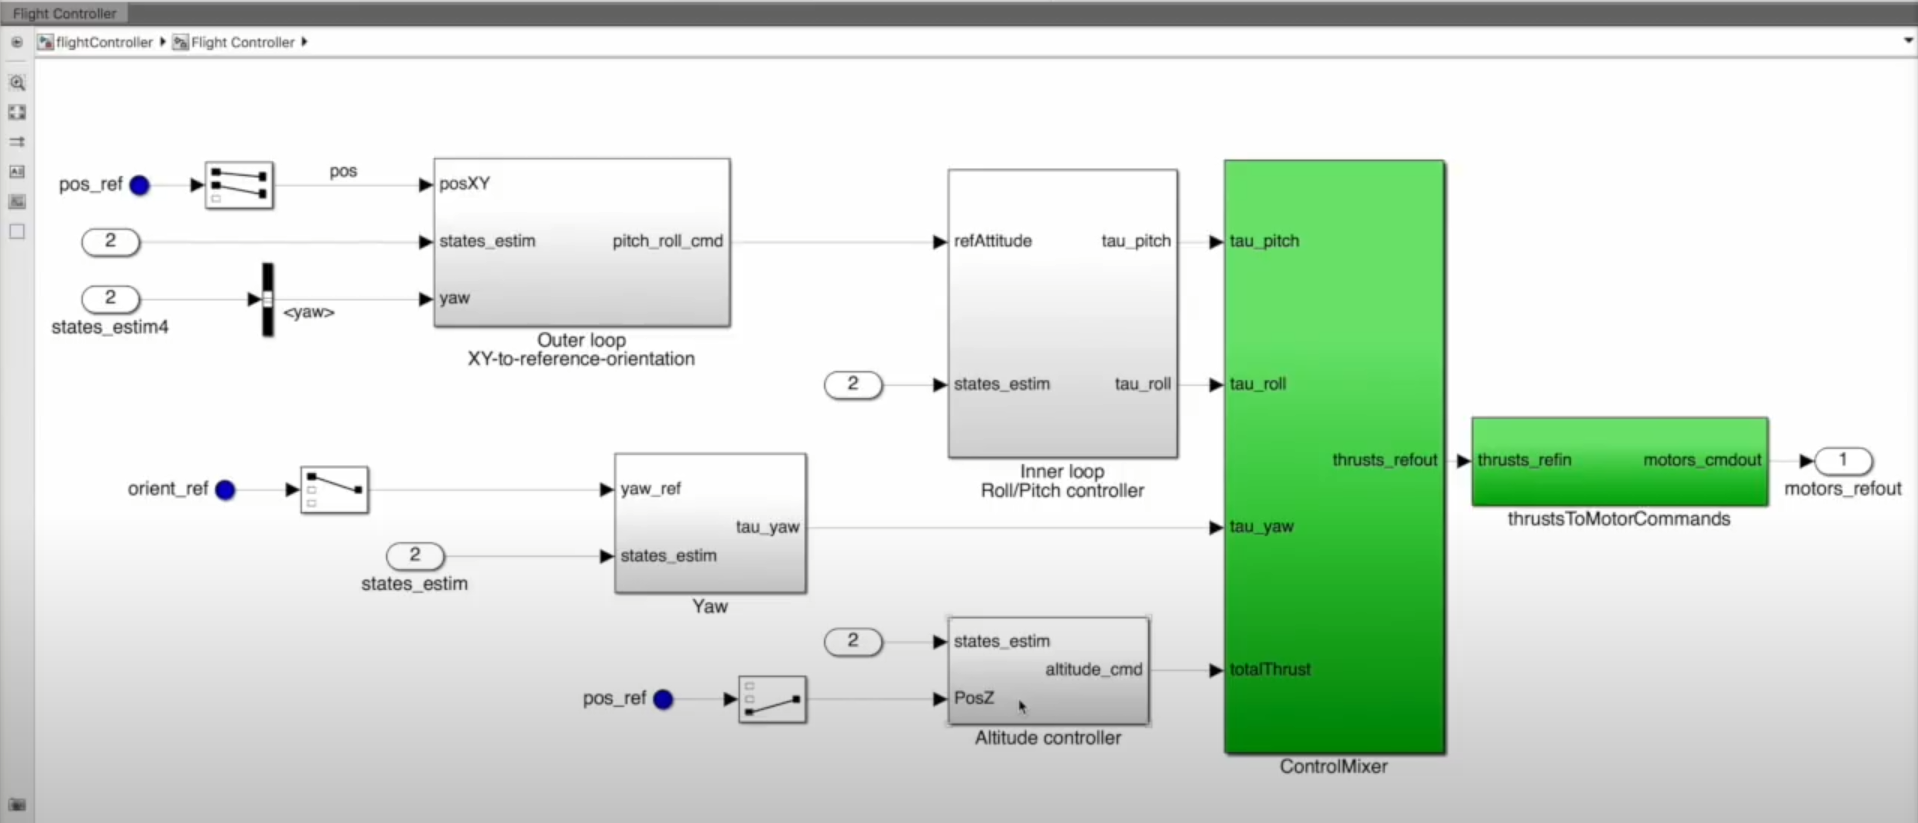 Flight Controller
flightController
Flight Controller
pos_ref
pos
posXY
2
states_estim
pitch_roll_cmd
2
states_estim4
<yaw>
yaw
Outer loop
XY-to-reference-orientation
refAttitude
tau_pitch
2
states_estim
tau_roll
Inner loop
Roll/Pitch controller
orient_ref
yaw_ref
tau_yaw
2
states_estim
states_estim
Yaw
2
states_estim
altitude_cmd
pos_ref
PosZ
Altitude controller
tau_pitch
tau_roll
thrusts_refout
tau_yaw
totalThrust
ControlMixer
thrusts_refin
motors_cmdout
thrustsToMotorCommands
1
motors_refout